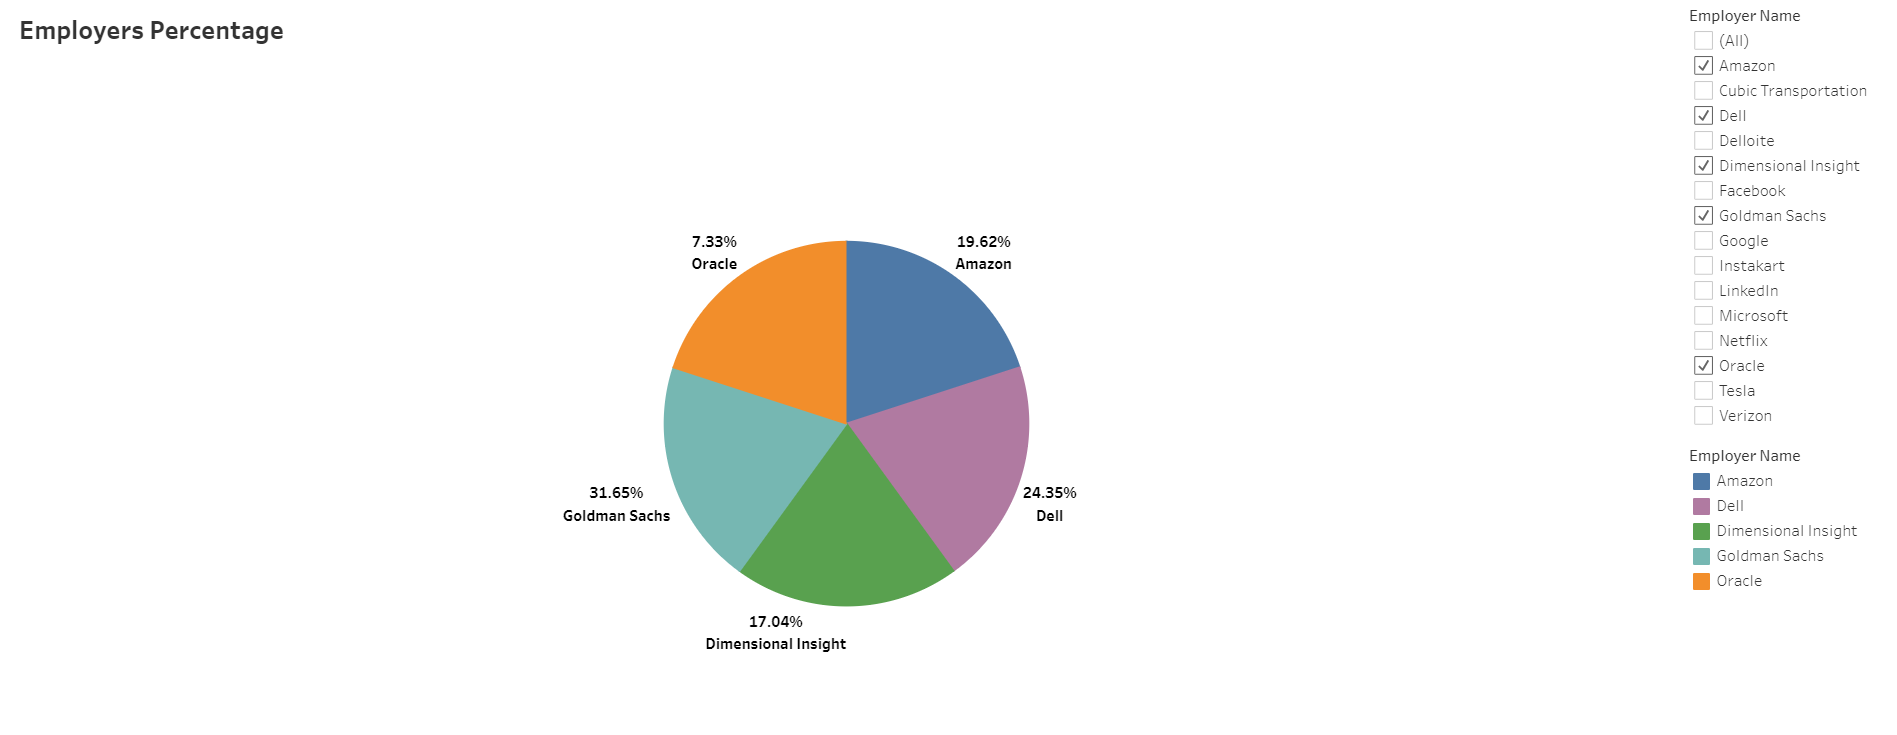 Employers Percentage
7.33%
Oracle
19.62%
Amazon
31.65%
Goldman Sachs
24.35%
Dell
17.04%
Dimensional Insight
Employer Name
(All)
Amazon
Cubic Transportation
Dell
Delloite
Dimensional Insight
Facebook
Goldman Sachs
Google
Instakart
LinkedIn
Microsoft
Netflix
Oracle
Tesla
Verizon
Employer Name
Amazon
Dell
Dimensional Insight
Goldman Sachs
Oracle